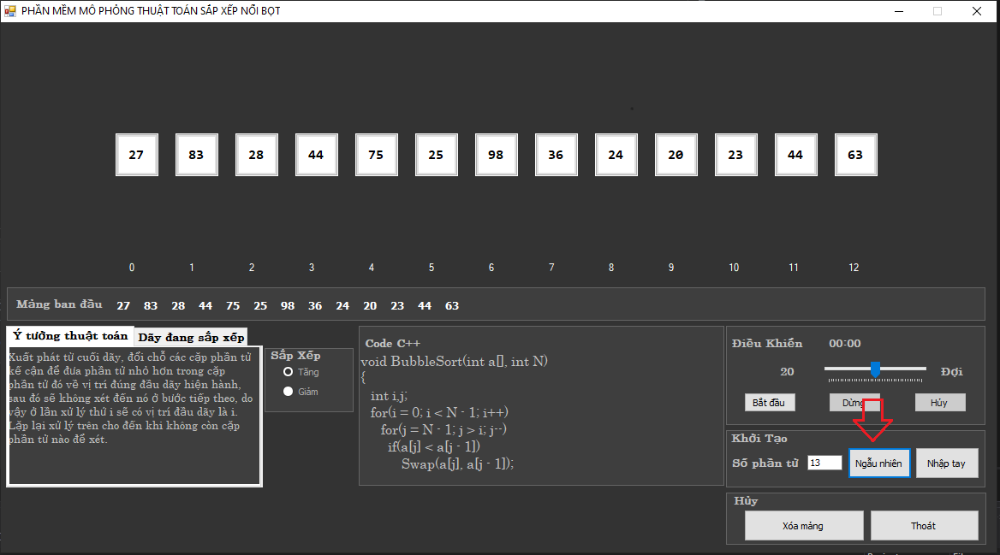 PHẦN MỀM MÔ PHỎNG THUẬT TOÁN SẮP XẾP NỔI BỌT
27 83 28 44 75 25 98 36 24 20 23 44 63
0 1 2 3 4 5 6 7 8 9 10 11 12
Mảng ban đầu 27 83 28 44 75 25 98 36 24 20 23 44 63
Ý tưởng thuật toán Dãy đang sắp xếp
Xuất phát từ cuối dãy, đổi chỗ các cặp phần tử
kế cận để đưa phần tử nhỏ hơn trong cặp
phần tử đó về vị trí đúng đầu dãy hiện hành,
sau đó sẽ không xét đến nó ở bước tiếp theo, do
vậy ở lần xử lý thứ i sẽ có vị trí đầu dãy là i.
Lặp lại xử lý trên cho đến khi không còn cặp
phần tử nào để xét.
Sắp Xếp
Tăng
Giảm
Code C++
void BubbleSort(int a[], int N)
{
int i,j;
for(i = 0; i < N - 1; i++)
for(j = N - 1; j > i; j--)
if(a[j] < a[j - 1])
Swap(a[j], a[j - 1]);
Điều Khiển 00:00
20 Đợi
Bắt đầu Dừng Hủy
Khởi Tạo
Số phần tử 13 Ngẫu nhiên Nhập tay
Hủy
Xóa mảng Thoát